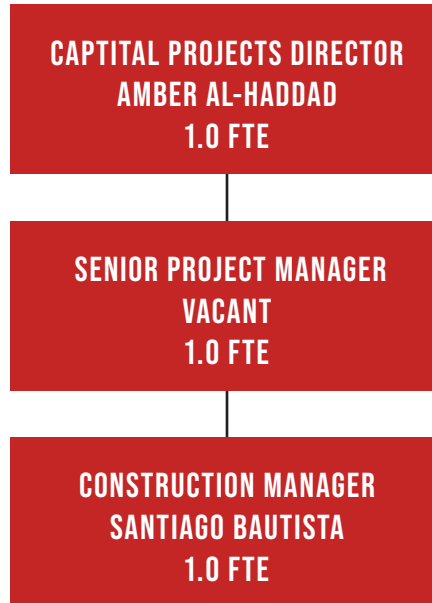 CAPTITAL PROJECTS DIRECTOR
AMBER AL-HADDAD
1.0 FTE
SENIOR PROJECT MANAGER
VACANT
1.0 FTE
CONSTRUCTION MANAGER
SANTIAGO BAUTISTA
1.0 FTE